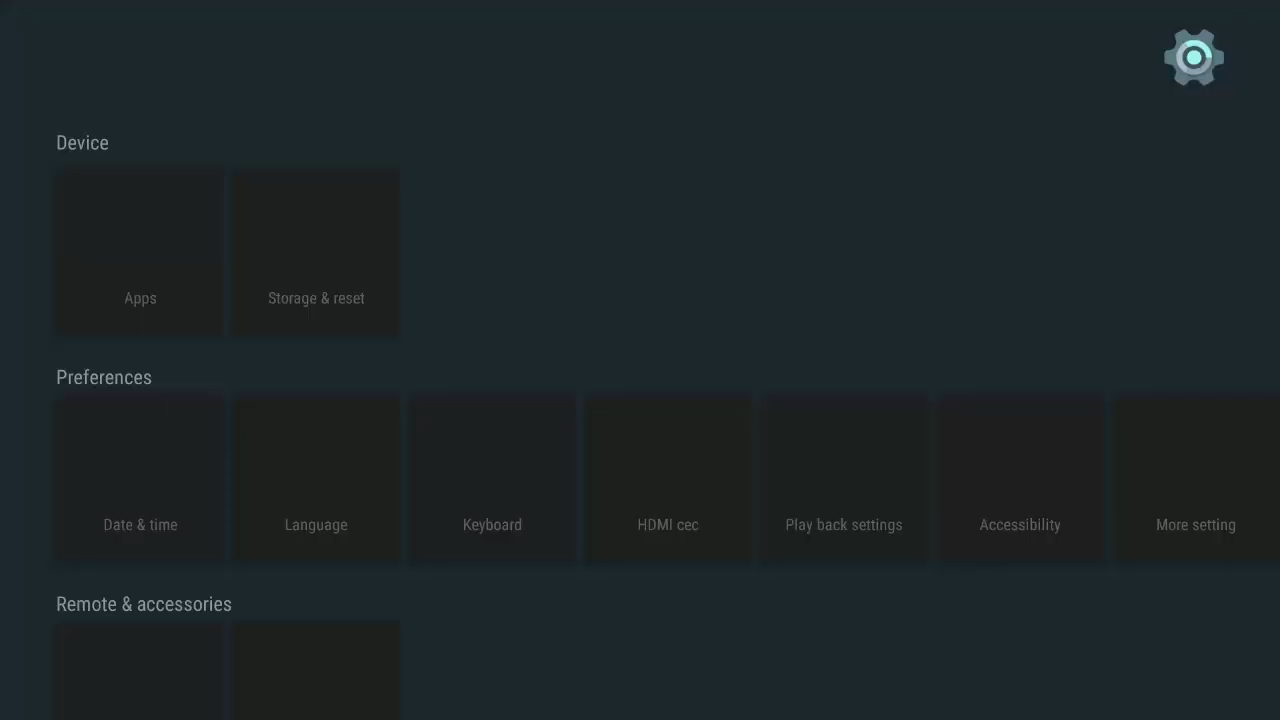 Device
Apps
Storage & reset
Preferences
Date & time
Language
Keyboard
HDMI cec
Play back settings
Accessibility
More setting
Remote & accessories